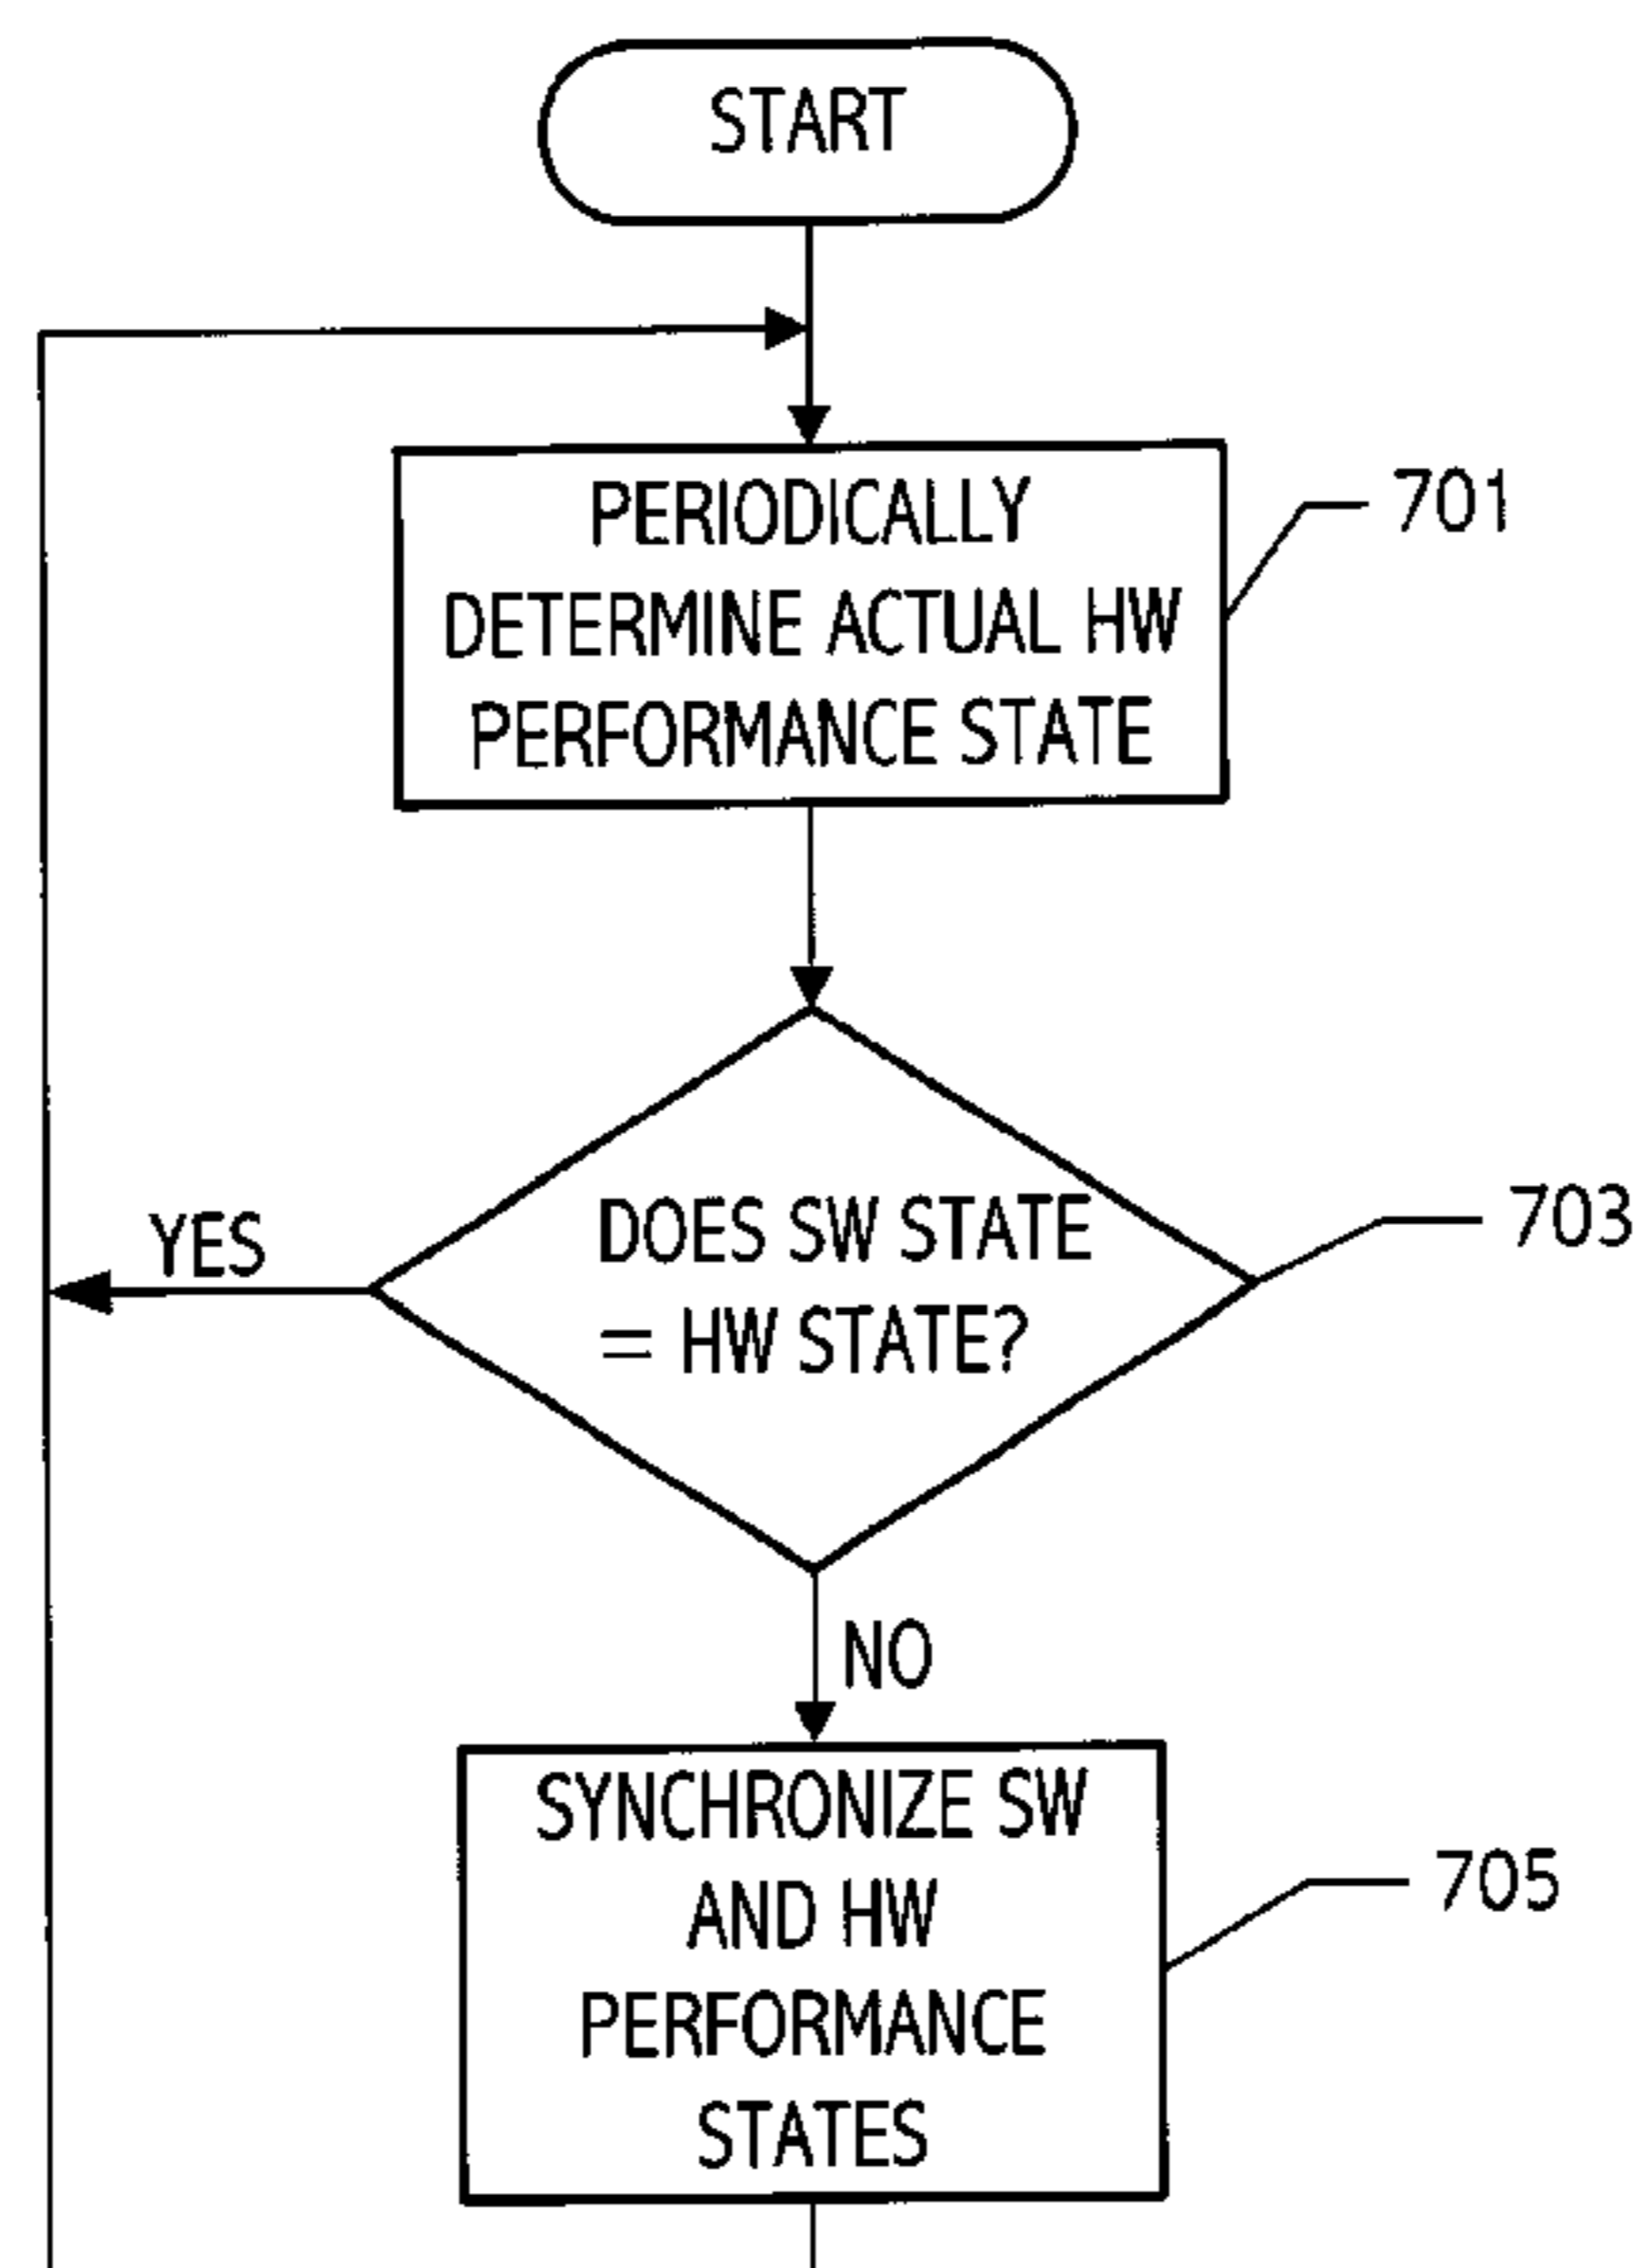 START
PERIODICALLY
DETERMINE ACTUAL HW
PERFORMANCE STATE
701
DOES SW STATE
= HW STATE?
703
YES
NO
SYNCHRONIZE SW
AND HW
PERFORMANCE
STATES
705